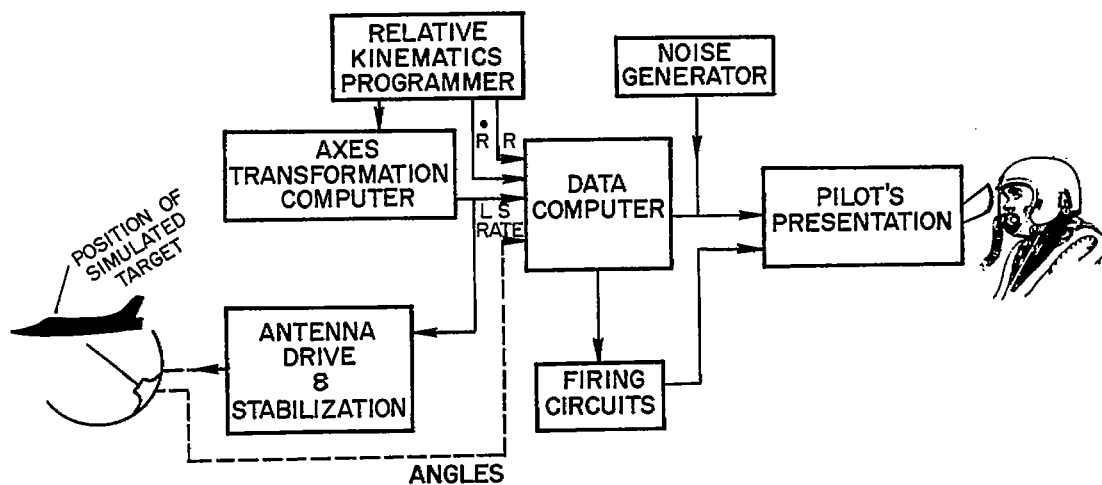 RELATIVE
KINEMATICS
PROGRAMMER
NOISE
GENERATOR
AXES
TRANSFORMATION
COMPUTER
Ṙ R
L S
RATE
DATA
COMPUTER
PILOT'S
PRESENTATION
POSITION OF
SIMULATED
TARGET
ANTENNA
DRIVE
8
STABILIZATION
FIRING
CIRCUITS
ANGLES